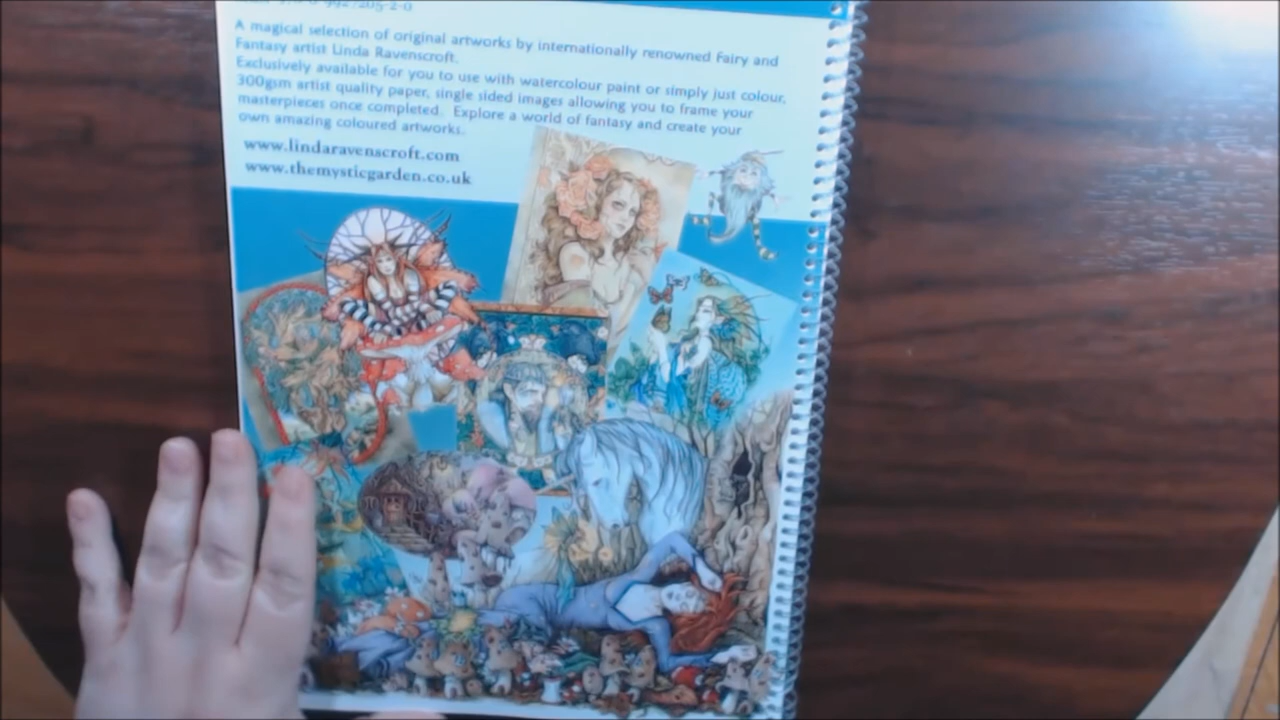 A magical selection of original artworks by internationally renowned Fairy and
Fantasy artist Linda Ravenscroft.
Exclusively available for you to use with watercolour paint or simply just colour,
300gsm artist quality paper, single sided images allowing you to frame your
masterpieces once completed. Explore a world of fantasy and create your
own amazing coloured artworks.
www.lindaravenscroft.com
www.themysticgarden.co.uk